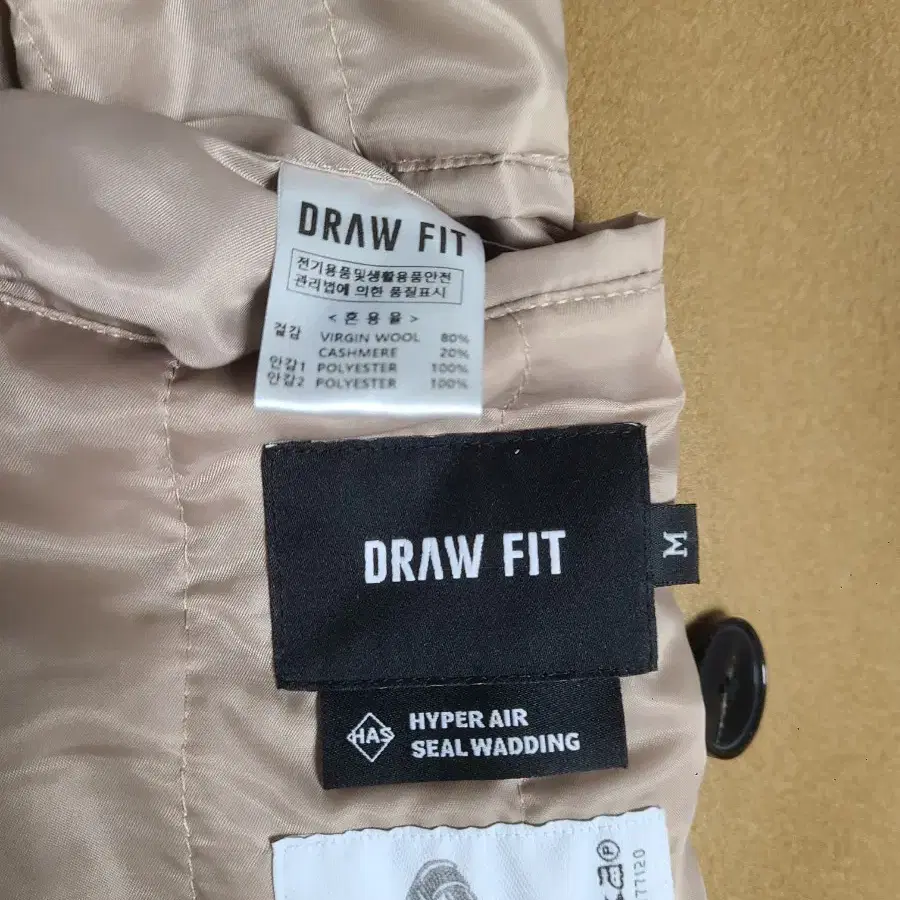 DRAW FIT
전기용품및생활용품안전
관리법에 의한 품질표시
<혼용율>
겉감 VIRGIN WOOL 80%
CASHMERE 20%
안감1 POLYESTER 100%
안감2 POLYESTER 100%
DRAW FIT
M
HAS HYPER AIR
SEAL WADDING
P
77120